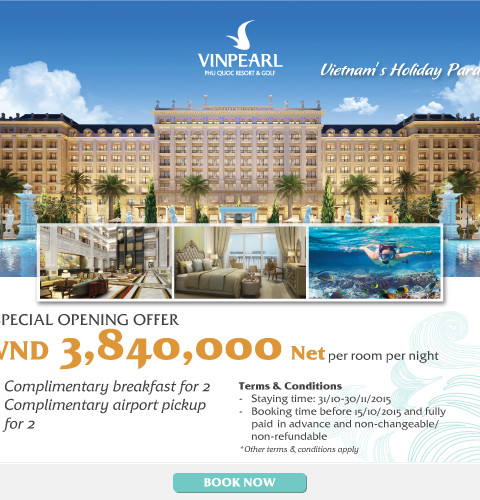 VINPEARL
PHU QUOC RESORT & GOLF
Vietnam's Holiday
SPECIAL OPENING OFFER
VND 3,840,000 Net per room per night
Complimentary breakfast for 2
Complimentary airport pickup
for 2
Terms & Conditions
- Staying time: 31/10-30/11/2015
- Booking time before 15/10/2015 and fully
paid in advance and non-changeable/
non-refundable
*Other terms & conditions apply
BOOK NOW